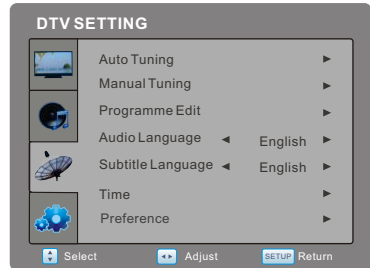 DTV SETTING
Auto Tuning
Manual Tuning
Programme Edit
Audio Language English
Subtitle Language English
Time
Preference
Select Adjust SETUP Return